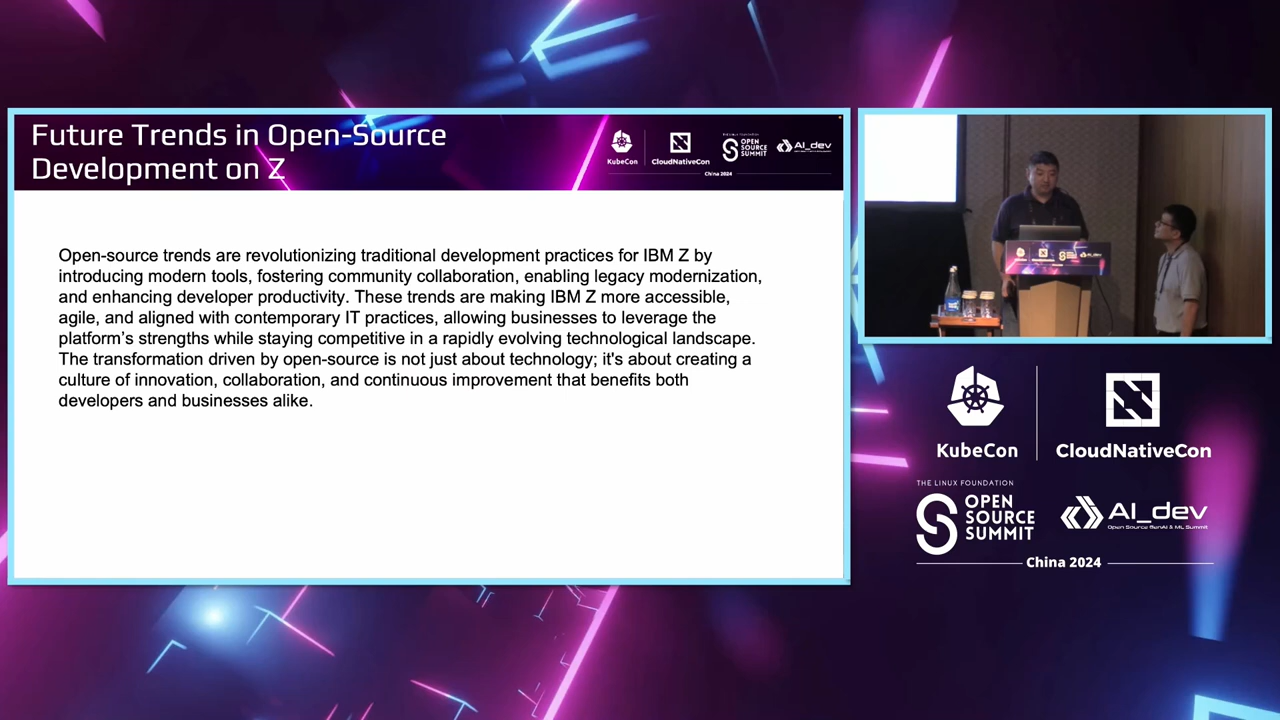 Future Trends in Open-Source
Development on Z
KubeCon
CloudNativeCon
THE LINUX FOUNDATION
OPEN
SOURCE
SUMMIT
AI_dev
China 2024
Open-source trends are revolutionizing traditional development practices for IBM Z by
introducing modern tools, fostering community collaboration, enabling legacy modernization,
and enhancing developer productivity. These trends are making IBM Z more accessible,
agile, and aligned with contemporary IT practices, allowing businesses to leverage the
platform’s strengths while staying competitive in a rapidly evolving technological landscape.
The transformation driven by open-source is not just about technology; it's about creating a
culture of innovation, collaboration, and continuous improvement that benefits both
developers and businesses alike.
KubeCon
CloudNativeCon
THE LINUX FOUNDATION
OPEN
SOURCE
SUMMIT
AI_dev
Open Source GenAI & ML Summit
China 2024